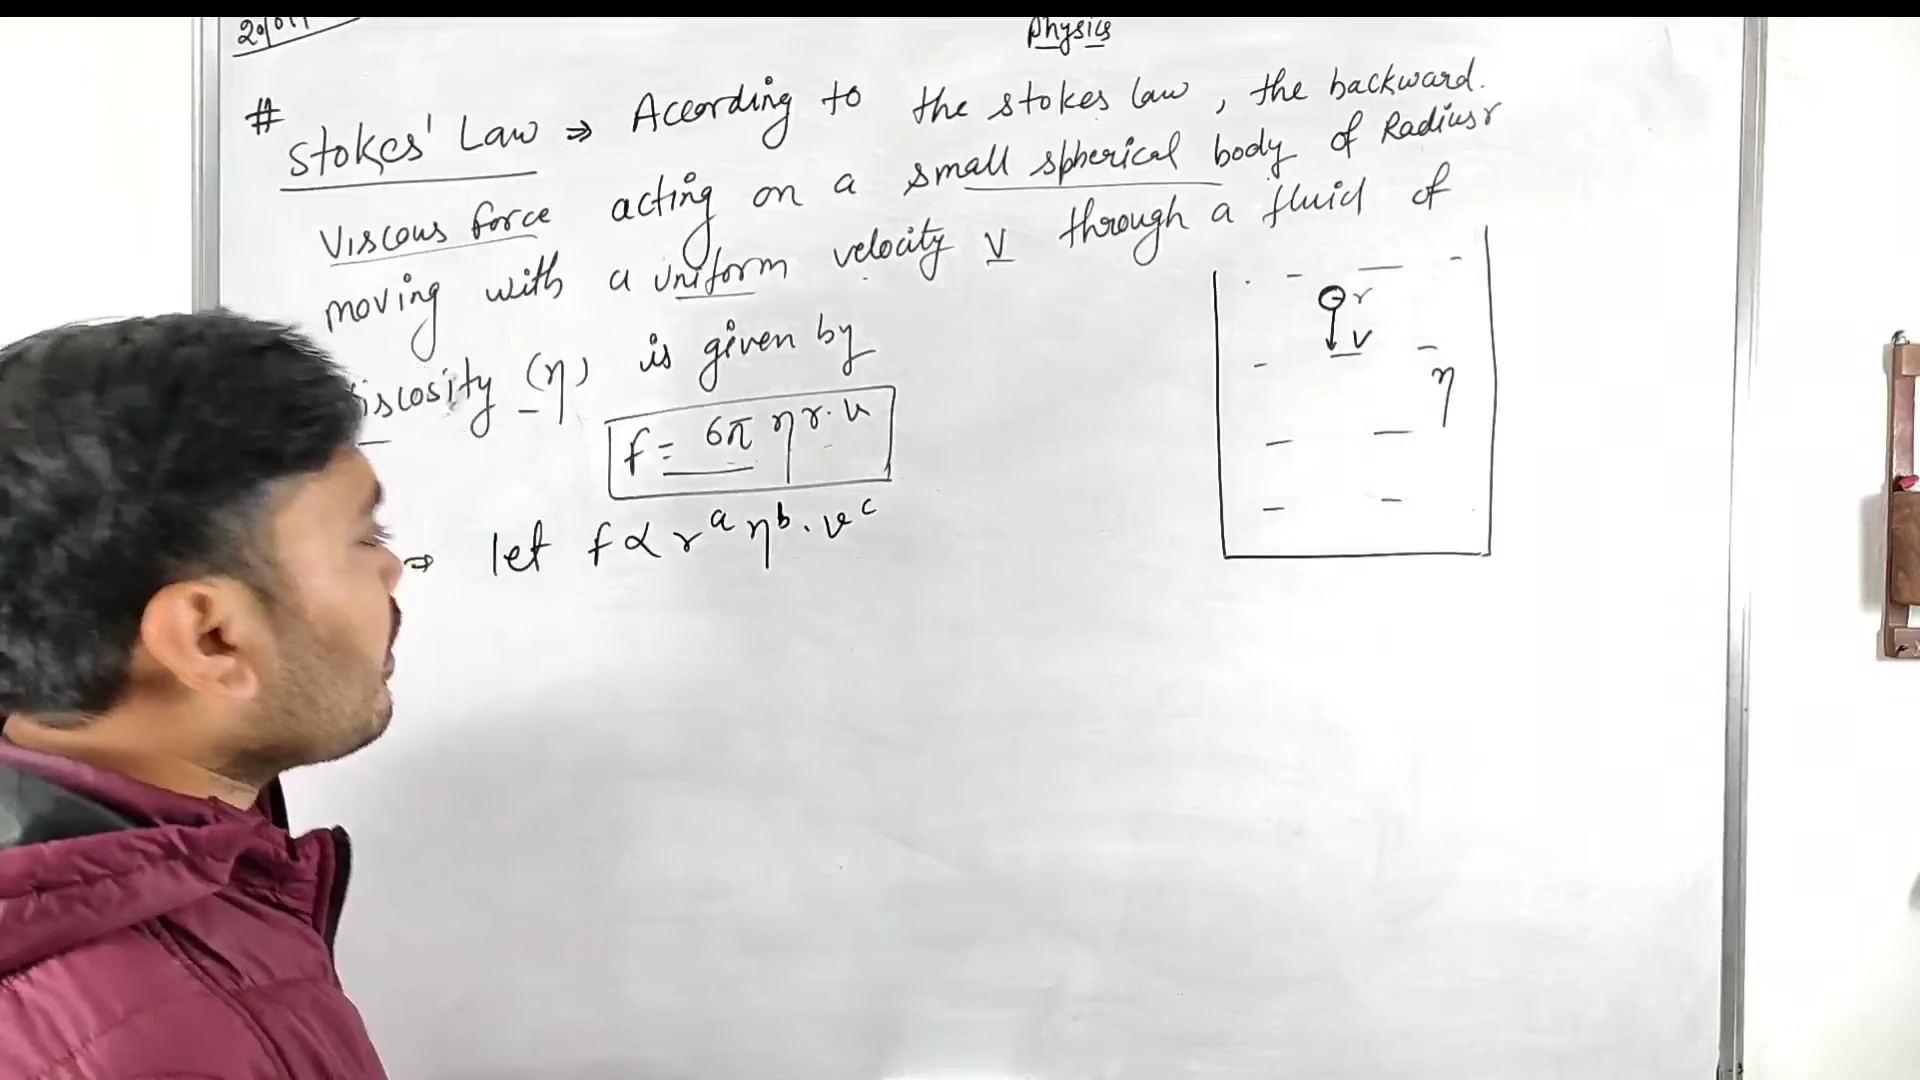 Physics
# Stokes' Law ⇒ According to the stokes law, the backward.
Viscous force acting on a small spherical body of Radius r
moving with a uniform velocity v through a fluid of
iscosity (η) is given by
f = 6π η r. v
⇒ let f ∝ r^a η^b . v^c
r
v
η